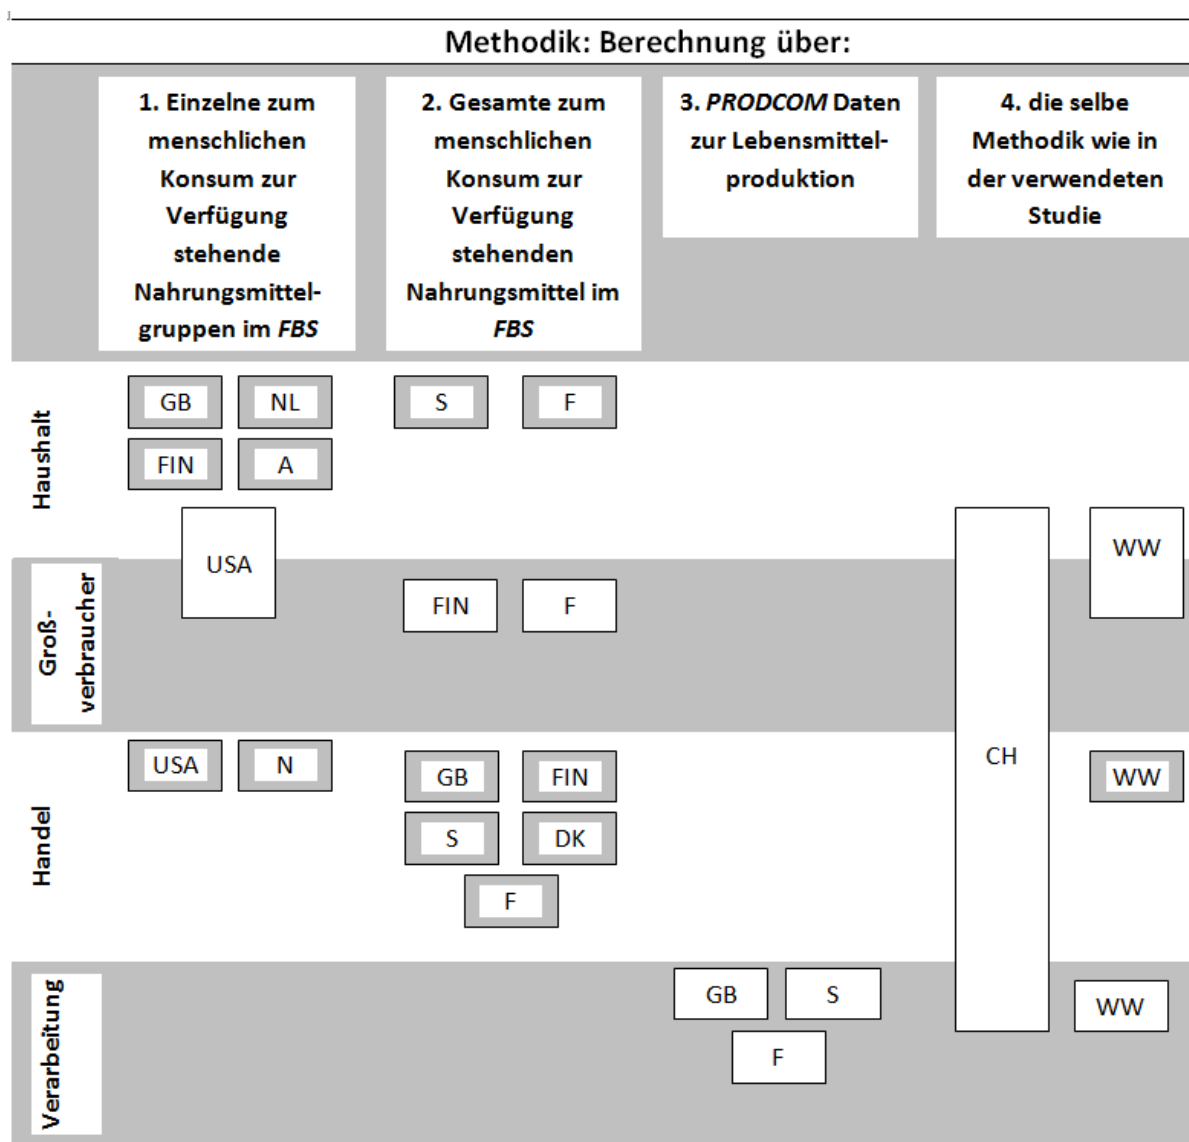 Methodik: Berechnung über:
1. Einzelne zum
menschlichen
Konsum zur
Verfügung
stehende
Nahrungsmittel-
gruppen im FBS
2. Gesamte zum
menschlichen
Konsum zur
Verfügung
stehenden
Nahrungsmittel im
FBS
3. PRODCOM Daten
zur Lebensmittel-
produktion
4. die selbe
Methodik wie in
der verwendeten
Studie
Haushalt
GB NL
FIN A
S F
USA
WW
Groß-
verbraucher
FIN F
CH
Handel
USA N
GB FIN
S DK
F
WW
Verarbeitung
GB S
F
WW